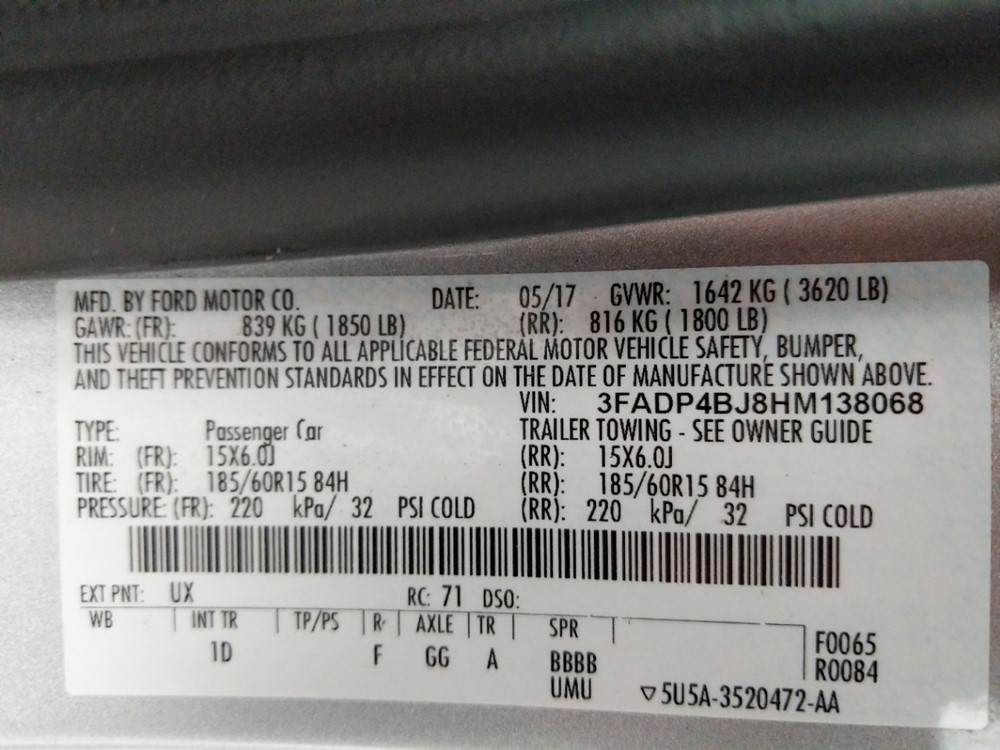 MFD. BY FORD MOTOR CO. DATE: 05/17 GVWR: 1642 KG ( 3620 LB)
GAWR: (FR): 839 KG ( 1850 LB) (RR): 816 KG ( 1800 LB)
THIS VEHICLE CONFORMS TO ALL APPLICABLE FEDERAL MOTOR VEHICLE SAFETY, BUMPER,
AND THEFT PREVENTION STANDARDS IN EFFECT ON THE DATE OF MANUFACTURE SHOWN ABOVE.
VIN: 3FADP4BJ8HM138068
TYPE: Passenger Car TRAILER TOWING - SEE OWNER GUIDE
RIM: (FR): 15X6.0J (RR): 15X6.0J
TIRE: (FR): 185/60R15 84H (RR): 185/60R15 84H
PRESSURE: (FR): 220 kPa/ 32 PSI COLD (RR): 220 kPa/ 32 PSI COLD
EXT PNT: UX RC: 71 DSO:
WB INT TR TP/PS R AXLE TR SPR
1D F GG A BBBB
UMU
F0065
R0084
▽5U5A-3520472-AA